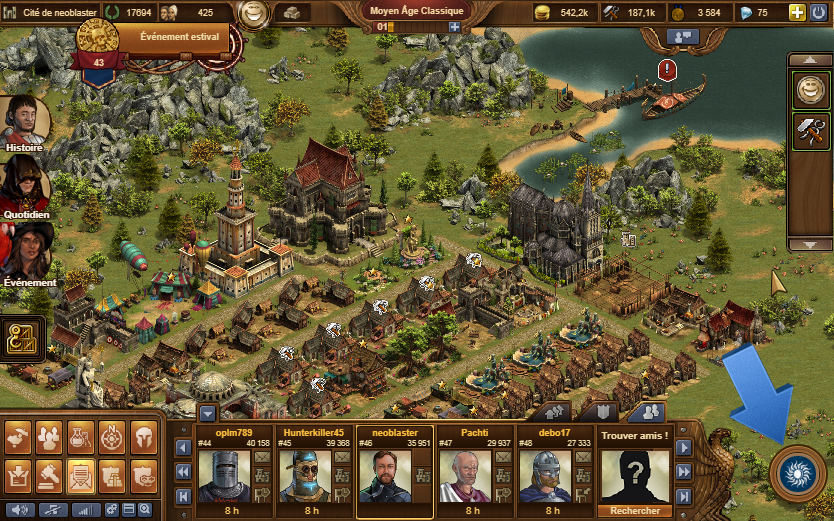 Cité de neoblaster
17694
425
Moyen Âge Classique
01
542,2k
187,1k
3 584
75
Événement estival
43
Histoire
Quotidien
Événement
oplm789
#44 40 158
8 h
Hunterkiller45
#45 39 368
8 h
neoblaster
#46 35 951
Pachti
#47 29 937
8 h
debo17
#48 27 333
8 h
Trouver amis !
?
Rechercher